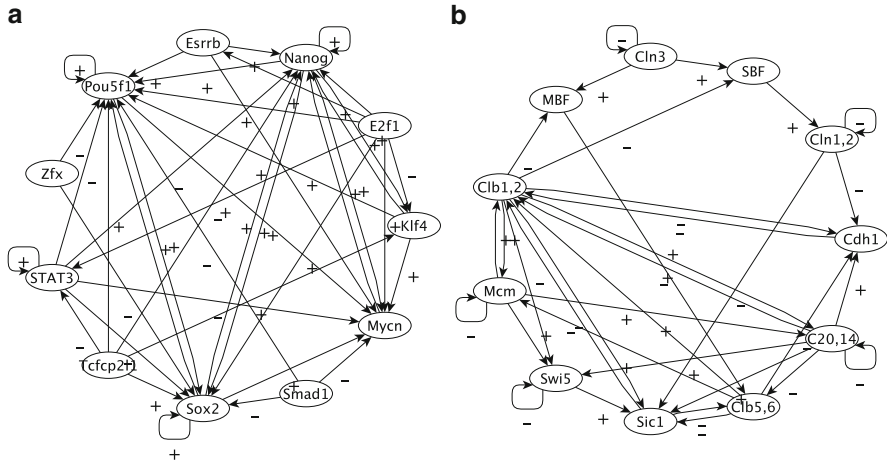 a
b
Esrrb
Nanog
Pou5f1
E2f1
Zfx
Klf4
STAT3
Mycn
Tcfcp2l1
Smad1
Sox2
Cln3
SBF
MBF
Cln1,2
Clb1,2
Cdh1
Mcm
C20,14
Swi5
Clb5,6
Sic1